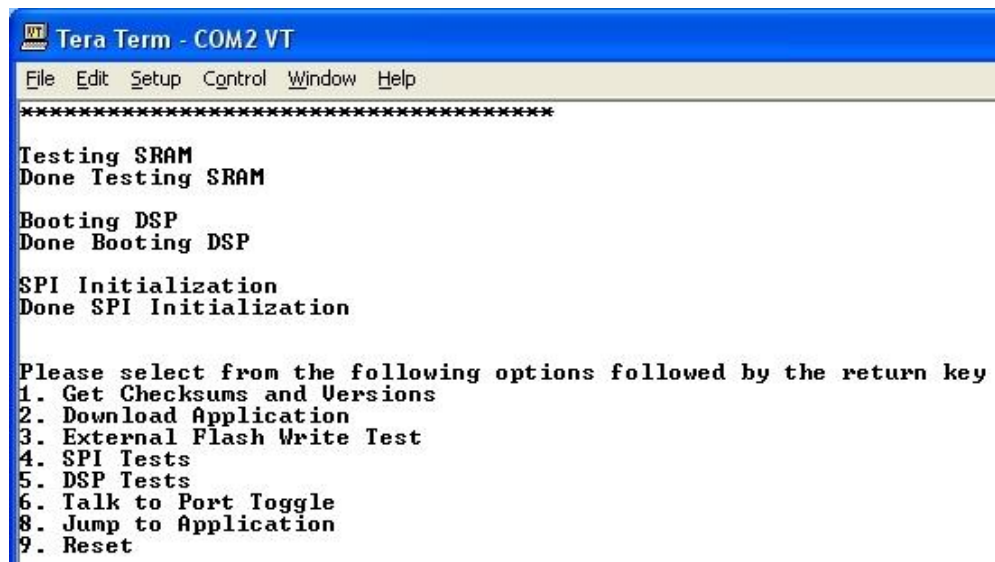 Tera Term - COM2 VT
File Edit Setup Control Window Help
*************************************
Testing SRAM
Done Testing SRAM
Booting DSP
Done Booting DSP
SPI Initialization
Done SPI Initialization
Please select from the following options followed by the return key
1. Get Checksums and Versions
2. Download Application
3. External Flash Write Test
4. SPI Tests
5. DSP Tests
6. Talk to Port Toggle
8. Jump to Application
9. Reset